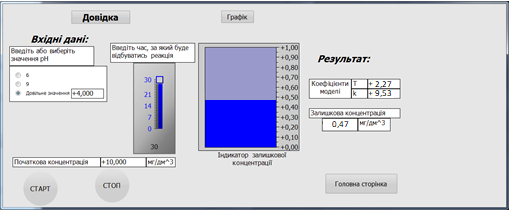 Довідка
Графік
Вхідні дані:
Введіть або виберіть
значення pH
6
9
Довільне значення +4,000
Введіть час, за який буде
відбуватись реакція
30
21
14
7
0
30
+1,00
+0,90
+0,80
+0,70
+0,60
+0,50
+0,40
+0,30
+0,20
+0,10
+0,00
Індикатор залишкової
концентрації
Результат:
Коефіцієнти
моделі
T + 2,27
k + 9,53
Залишкова концентрація
0,47 мг/дм^3
Початкова концентрація +10,000 мг/дм^3
СТАРТ
СТОП
Головна сторінка